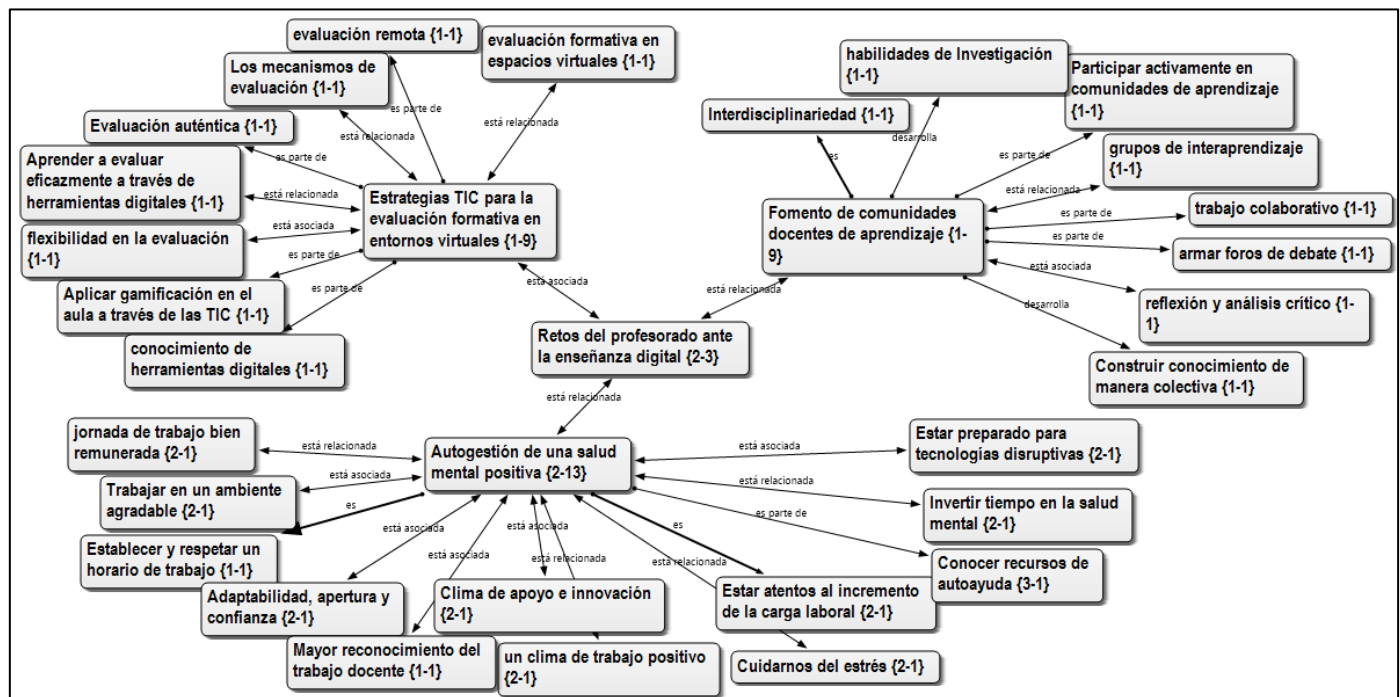 evaluación remota {1-1}
evaluación formativa en
espacios virtuales {1-1}
Los mecanismos de
evaluación {1-1}
es parte de
está relacionada
está relacionada
Evaluación auténtica {1-1}
es parte de
Aprender a evaluar
eficazmente a través de
herramientas digitales {1-1}
está relacionada
está asociada
flexibilidad en la evaluación
{1-1}
es parte de
Aplicar gamificación en el
aula a través de las TIC {1-1}
es parte de
conocimiento de
herramientas digitales {1-1}
Estrategias TIC para la
evaluación formativa en
entornos virtuales {1-9}
está asociada
habilidades de Investigación
{1-1}
Participar activamente en
comunidades de aprendizaje
{1-1}
Interdisciplinariedad {1-1}
es
desarrolla
es parte de
grupos de interaprendizaje
{1-1}
está relacionada
Fomento de comunidades
docentes de aprendizaje {1-
9}
trabajo colaborativo {1-1}
es parte de
armar foros de debate {1-1}
es parte de
está asociada
reflexión y análisis crítico {1-
1}
desarrolla
Construir conocimiento de
manera colectiva {1-1}
está relacionada
Retos del profesorado ante
la enseñanza digital {2-3}
está relacionada
jornada de trabajo bien
remunerada {2-1}
está relacionada
Autogestión de una salud
mental positiva {2-13}
está asociada
Estar preparado para
tecnologías disruptivas {2-1}
Trabajar en un ambiente
agradable {2-1}
está asociada
es
está relacionada
Invertir tiempo en la salud
mental {2-1}
es parte de
Establecer y respetar un
horario de trabajo {1-1}
está asociada
está asociada
es
Conocer recursos de
autoayuda {3-1}
está asociada
está relacionada
está relacionada
Adaptabilidad, apertura y
confianza {2-1}
Clima de apoyo e innovación
{2-1}
Estar atentos al incremento
de la carga laboral {2-1}
Mayor reconocimiento del
trabajo docente {1-1}
un clima de trabajo positivo
{2-1}
Cuidarnos del estrés {2-1}